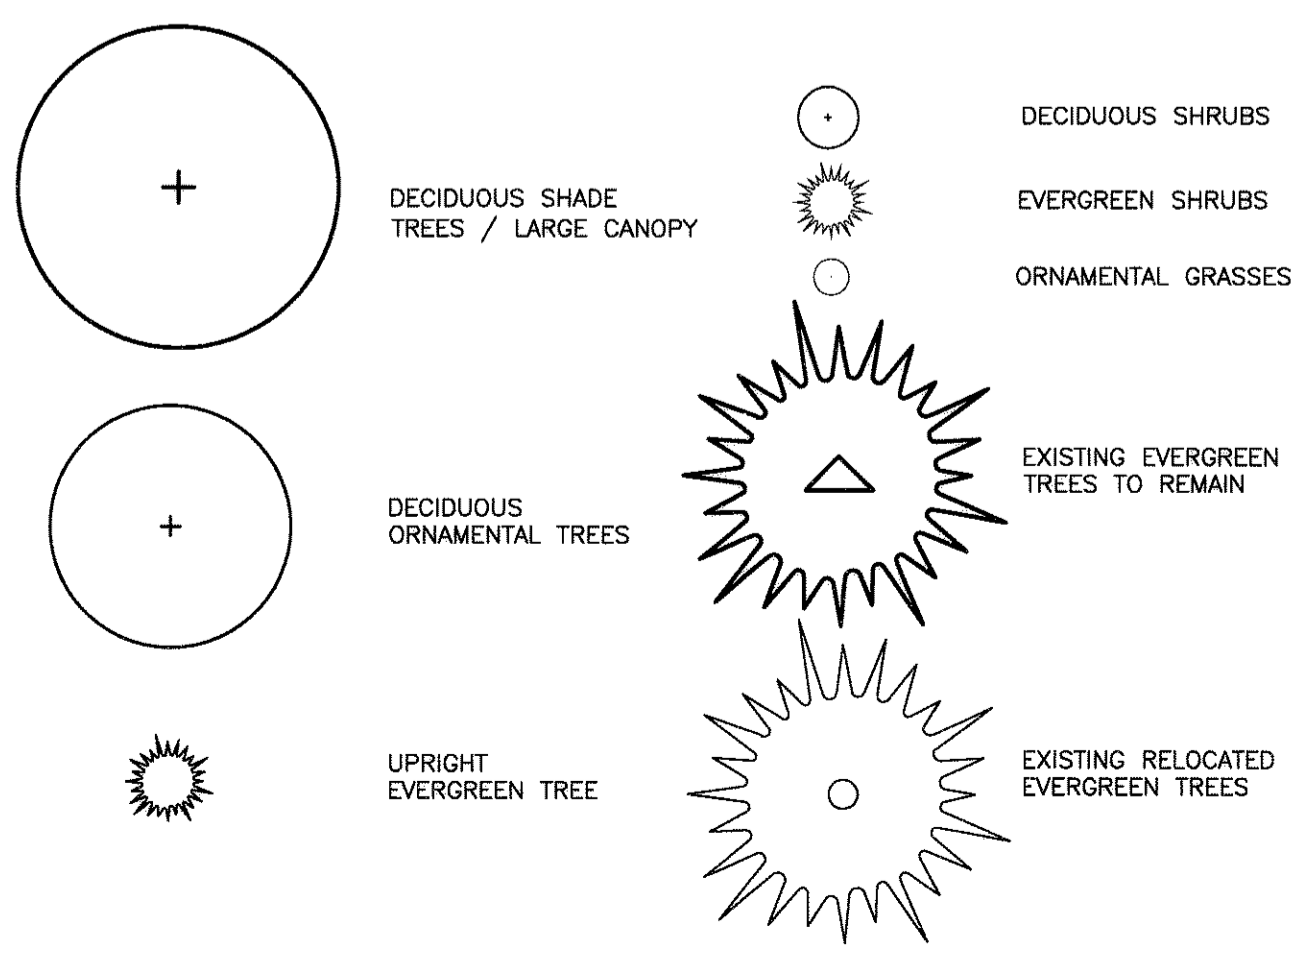 DECIDUOUS SHADE
TREES / LARGE CANOPY
DECIDUOUS
ORNAMENTAL TREES
UPRIGHT
EVERGREEN TREE
DECIDUOUS SHRUBS
EVERGREEN SHRUBS
ORNAMENTAL GRASSES
EXISTING EVERGREEN
TREES TO REMAIN
EXISTING RELOCATED
EVERGREEN TREES